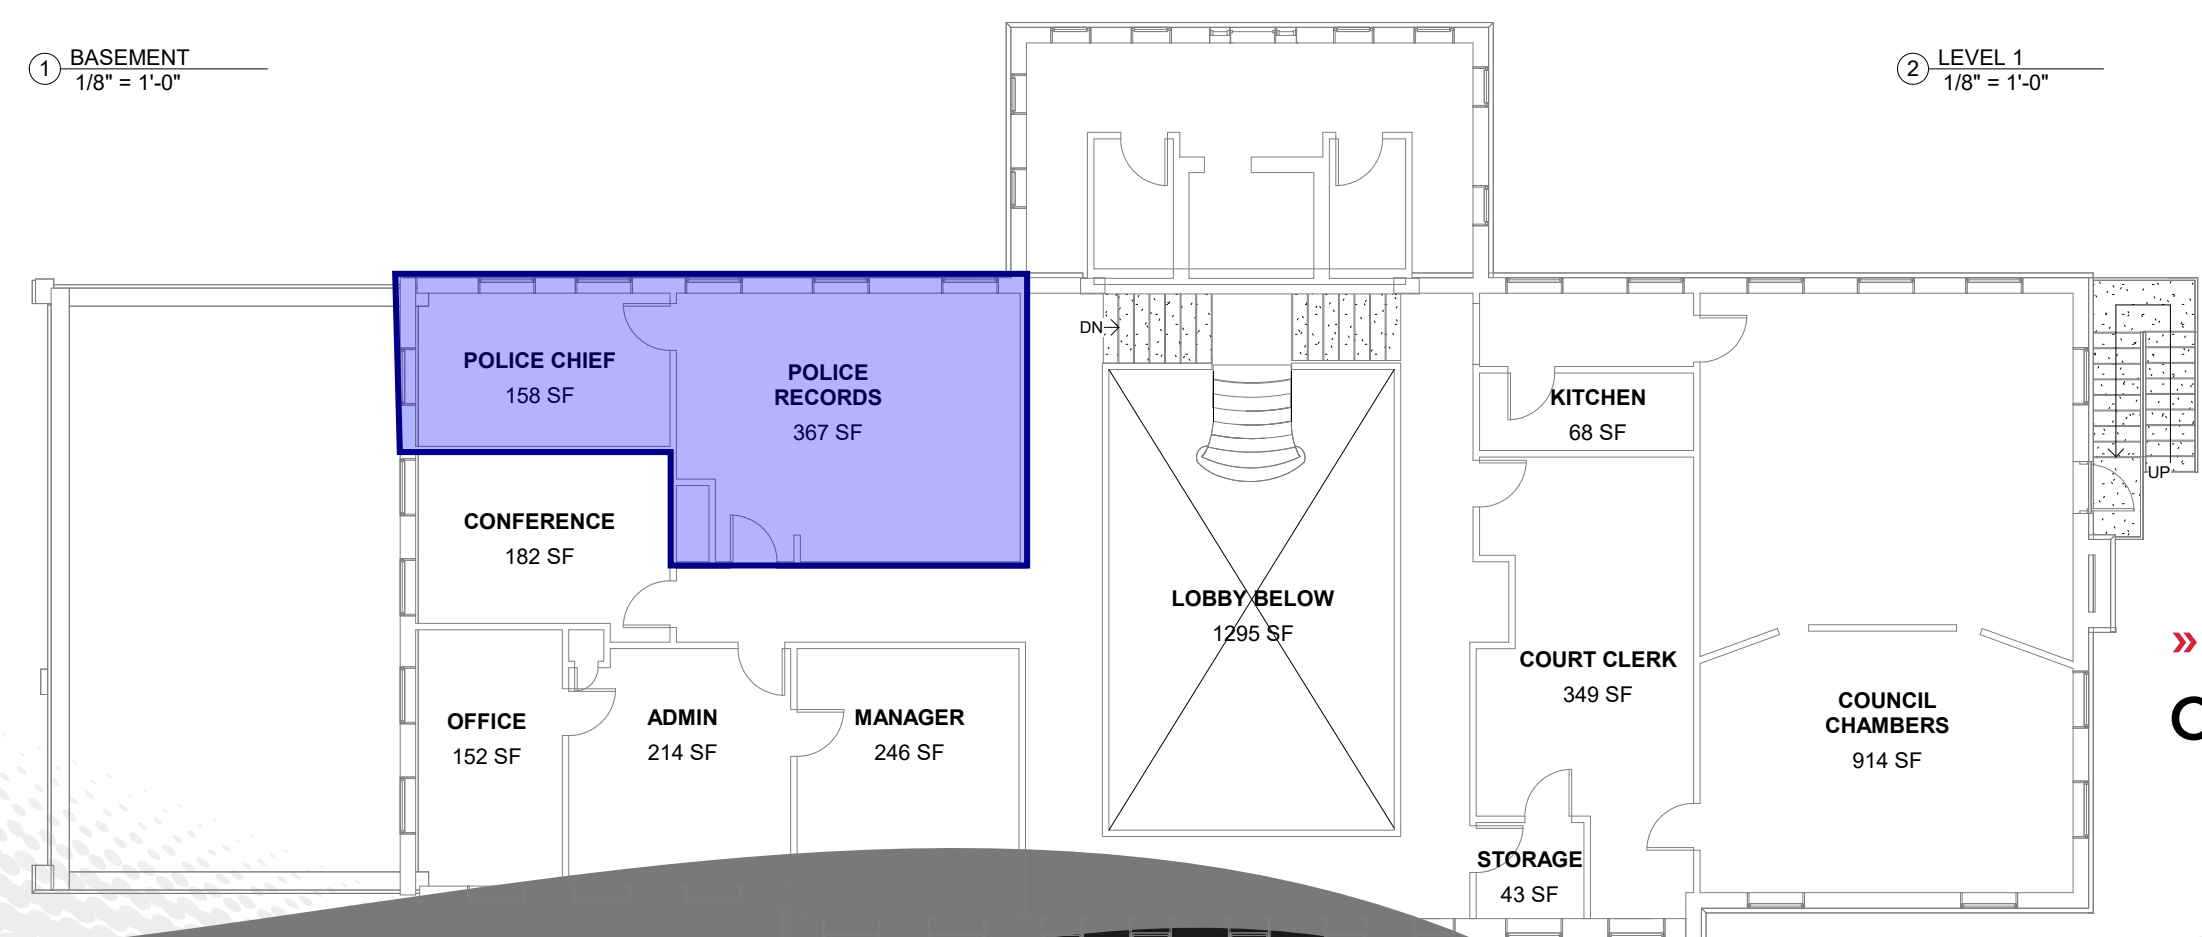 1 BASEMENT
1/8" = 1'-0"
2 LEVEL 1
1/8" = 1'-0"
DN
POLICE CHIEF
158 SF
POLICE
RECORDS
367 SF
KITCHEN
68 SF
UP
CONFERENCE
182 SF
LOBBY BELOW
1295 SF
COURT CLERK
349 SF
OFFICE
152 SF
ADMIN
214 SF
MANAGER
246 SF
COUNCIL
CHAMBERS
914 SF
STORAGE
43 SF